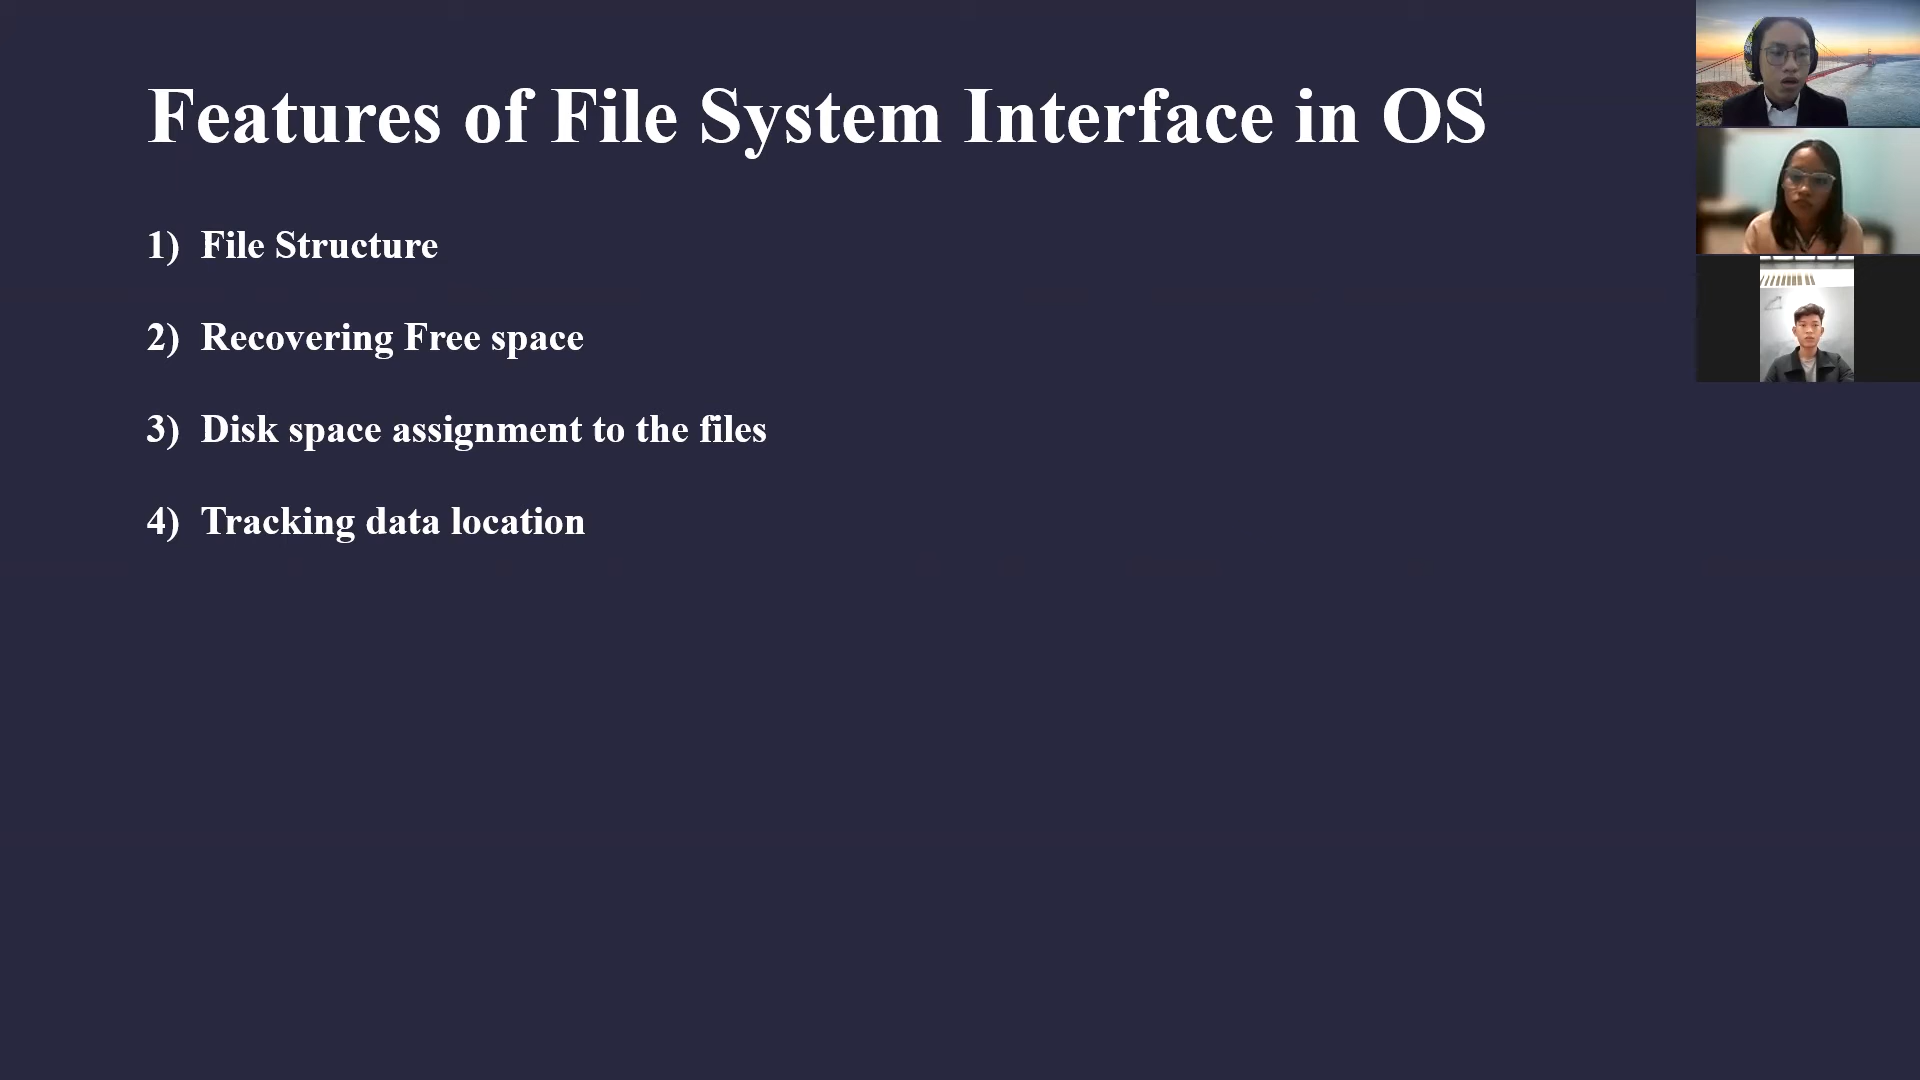 Features of File System Interface in OS
1) File Structure
2) Recovering Free space
3) Disk space assignment to the files
4) Tracking data location